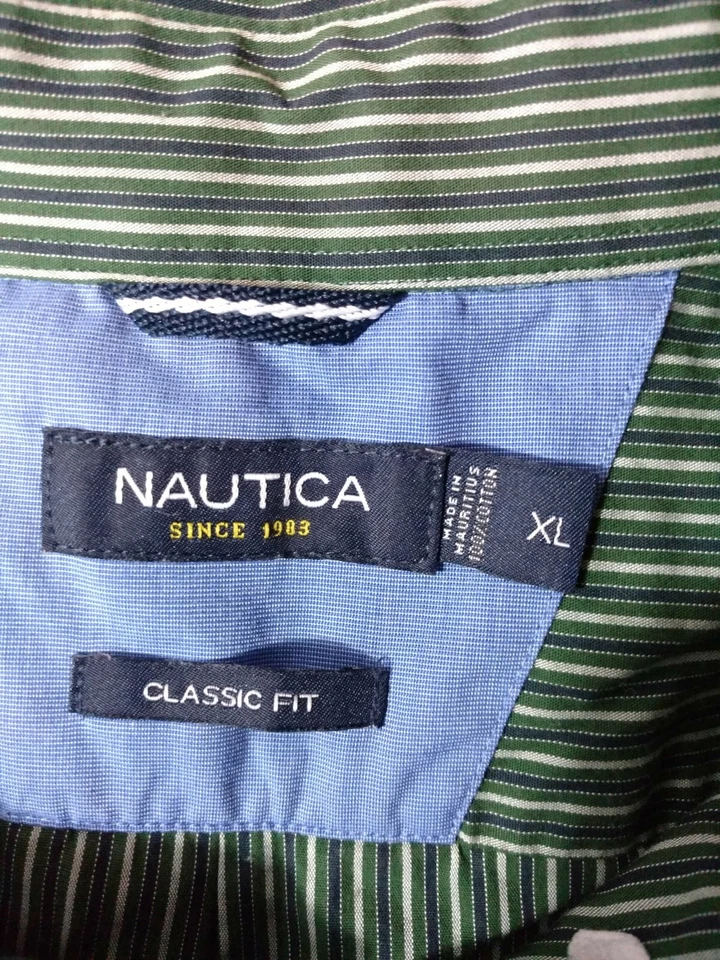 NAUTICA
SINCE 1983
MADE IN
MAURITIUS
100% COTTON
XL
CLASSIC FIT